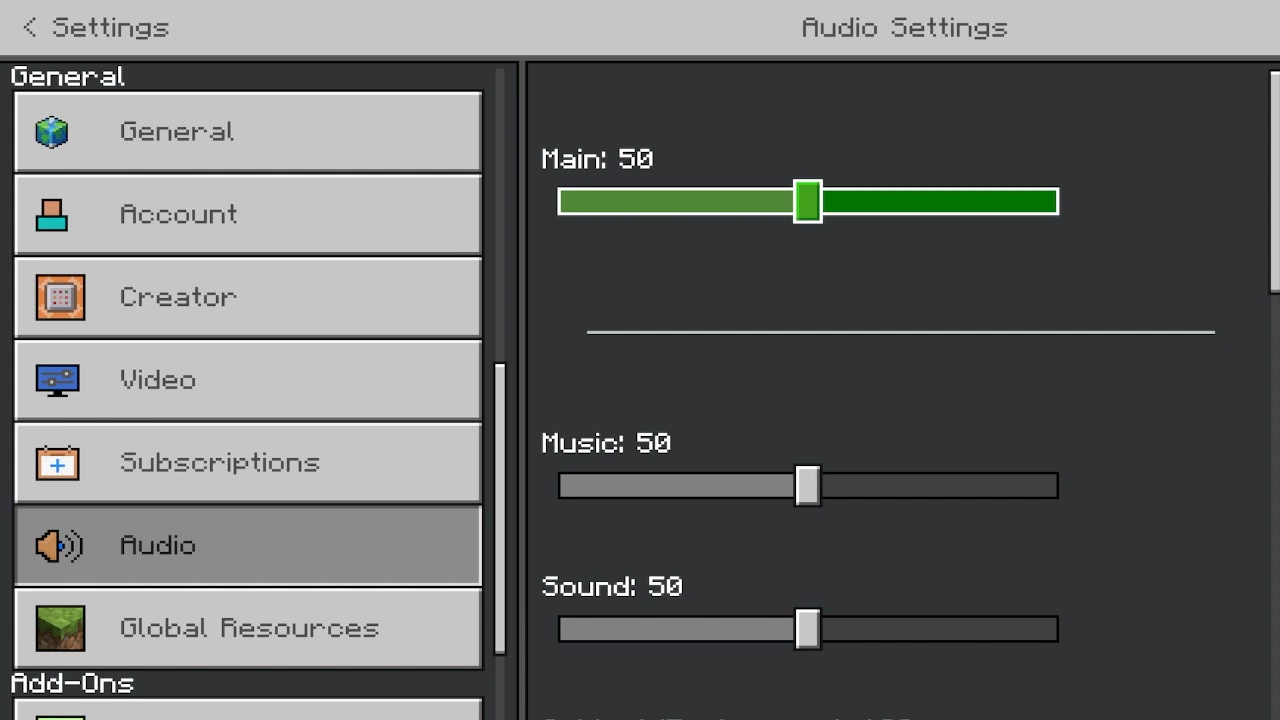 < Settings
Audio Settings
General
General
Account
Creator
Video
Subscriptions
Audio
Global Resources
Add-Ons
Main: 50
Music: 50
Sound: 50